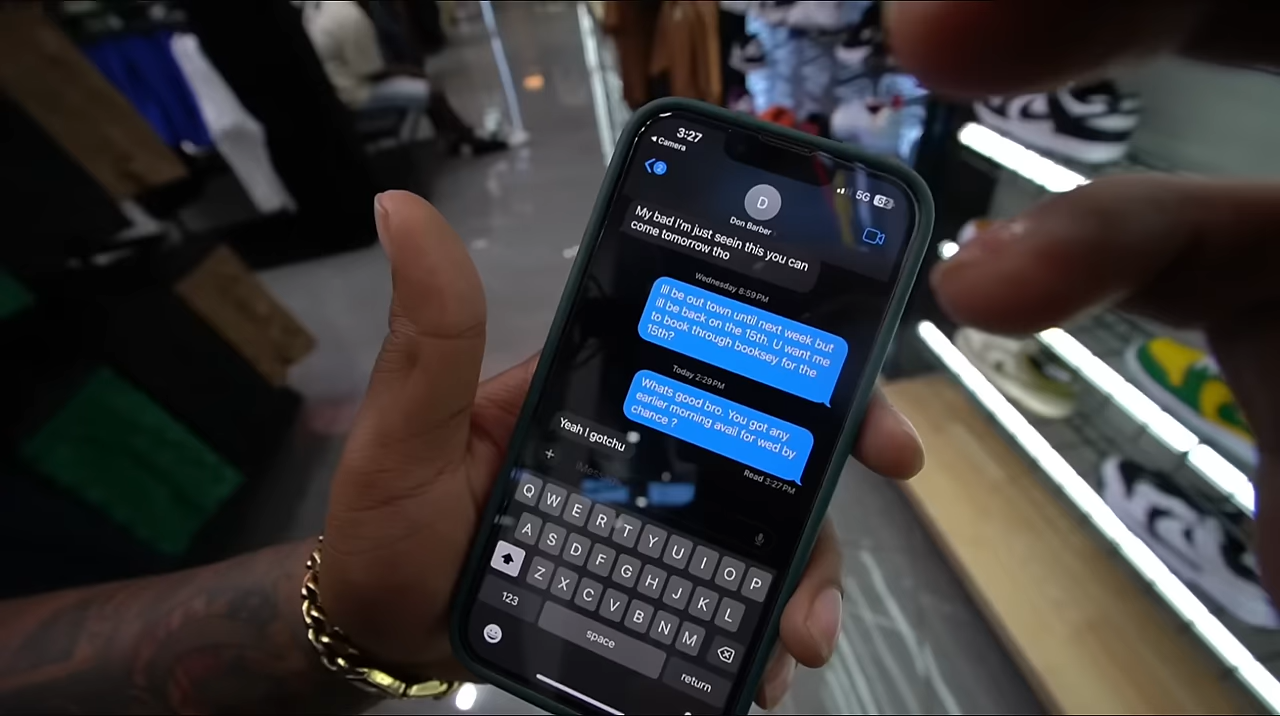 3:27
Camera
5G 52
2
D
Don Barber
My bad I'm just seein this you can
come tomorrow tho
Wednesday 8:59 PM
Ill be out town until next week but
ill be back on the 15th. U want me
to book through booksey for the
15th?
Today 2:29 PM
Whats good bro. You got any
earlier morning avail for wed by
chance ?
Read 3:27 PM
Yeah I gotchu
iMessage
Q W E R T Y U I O P
A S D F G H J K L
Z X C V B N M
123
space
return